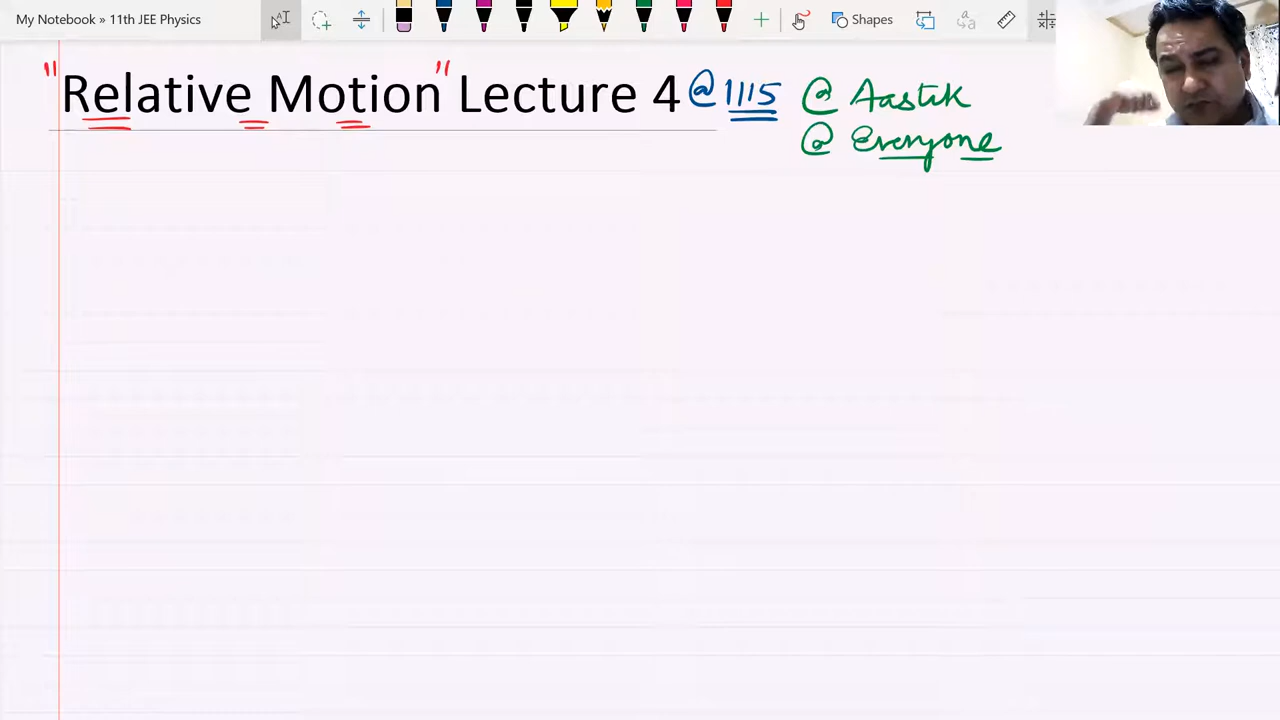 My Notebook » 11th JEE Physics
Shapes
"Relative Motion" Lecture 4 @ 1115 @ Aastik
@ Everyone